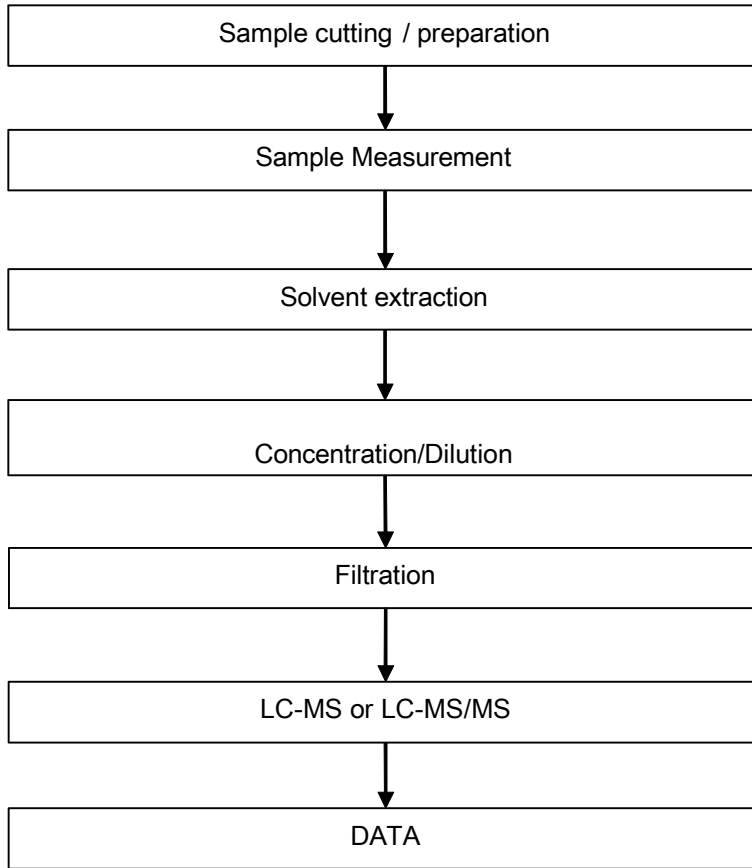 Sample cutting / preparation
Sample Measurement
Solvent extraction
Concentration/Dilution
Filtration
LC-MS or LC-MS/MS
DATA